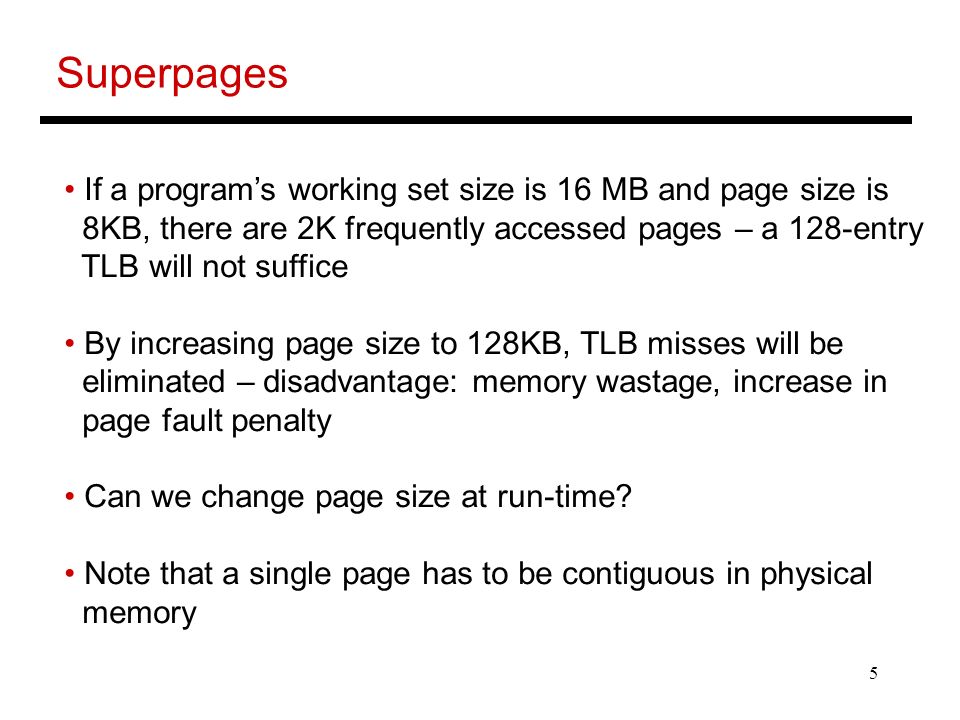 Superpages
• If a program’s working set size is 16 MB and page size is
8KB, there are 2K frequently accessed pages – a 128-entry
TLB will not suffice
• By increasing page size to 128KB, TLB misses will be
eliminated – disadvantage: memory wastage, increase in
page fault penalty
• Can we change page size at run-time?
• Note that a single page has to be contiguous in physical
memory
5